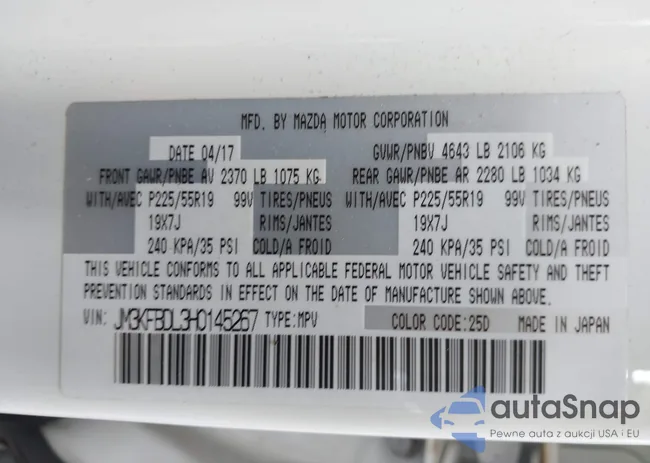 MFD. BY MAZDA MOTOR CORPORATION
DATE 04/17 GVWR/PNBV 4643 LB 2106 KG
FRONT GAWR/PNBE AV 2370 LB 1075 KG REAR GAWR/PNBE AR 2280 LB 1034 KG
WITH/AVEC P225/55R19 99V TIRES/PNEUS WITH/AVEC P225/55R19 99V TIRES/PNEUS
19X7J RIMS/JANTES 19X7J RIMS/JANTES
240 KPA/35 PSI COLD/A FROID 240 KPA/35 PSI COLD/A FROID
THIS VEHICLE CONFORMS TO ALL APPLICABLE FEDERAL MOTOR VEHICLE SAFETY AND THEFT
PREVENTION STANDARDS IN EFFECT ON THE DATE OF MANUFACTURE SHOWN ABOVE.
VIN: JM3KFBDL3H0145267 TYPE:MPV COLOR CODE:25D MADE IN JAPAN
autaSnap
Pewne auta z aukcji USA i EU